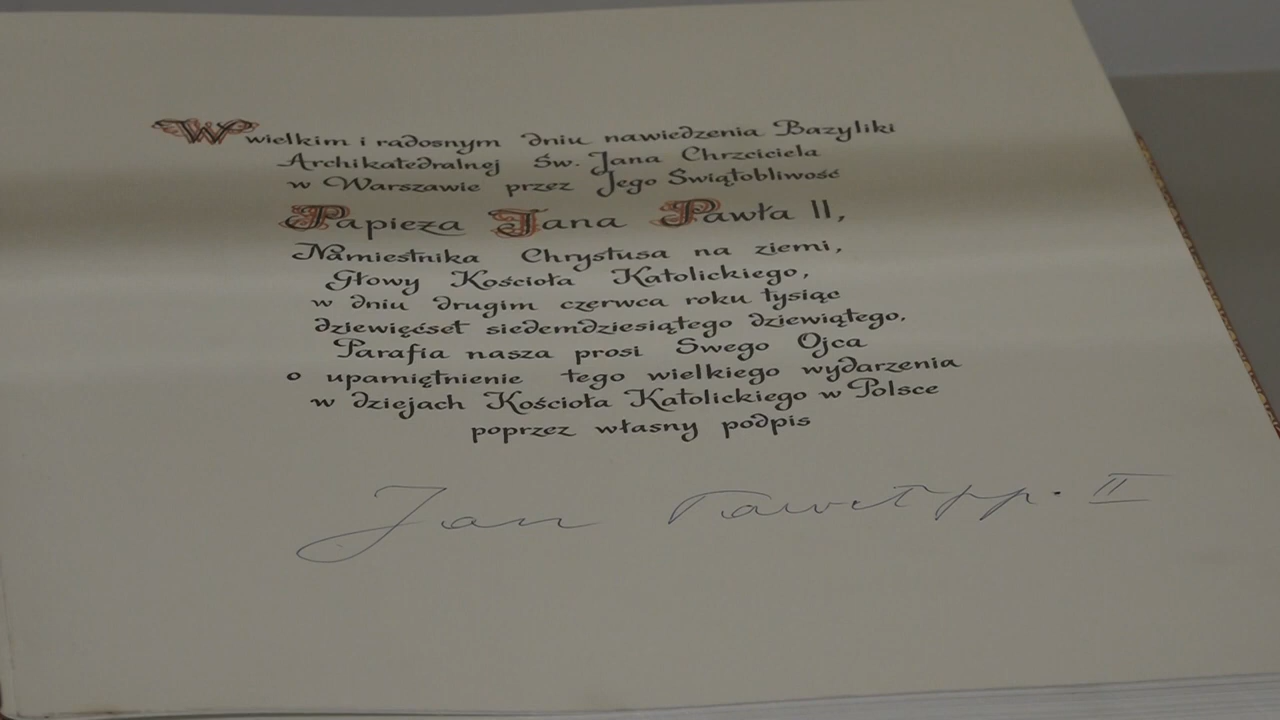 W wielkim i radosnym dniu nawiedzenia Bazyliki
Archikatedralnej Św. Jana Chrzciciela
w Warszawie przez Jego Świątobliwość
Papieża Jana Pawła II,
Namiestnika Chrystusa na ziemi,
Głowy Kościoła Katolickiego,
w dniu drugim czerwca roku tysiąc
dziewięćset siedemdziesiątego dziewiątego,
Parafia nasza prosi Swego Ojca
o upamiętnienie tego wielkiego wydarzenia
w dziejach Kościoła Katolickiego w Polsce
poprzez własny podpis
Jan Paweł pp. II